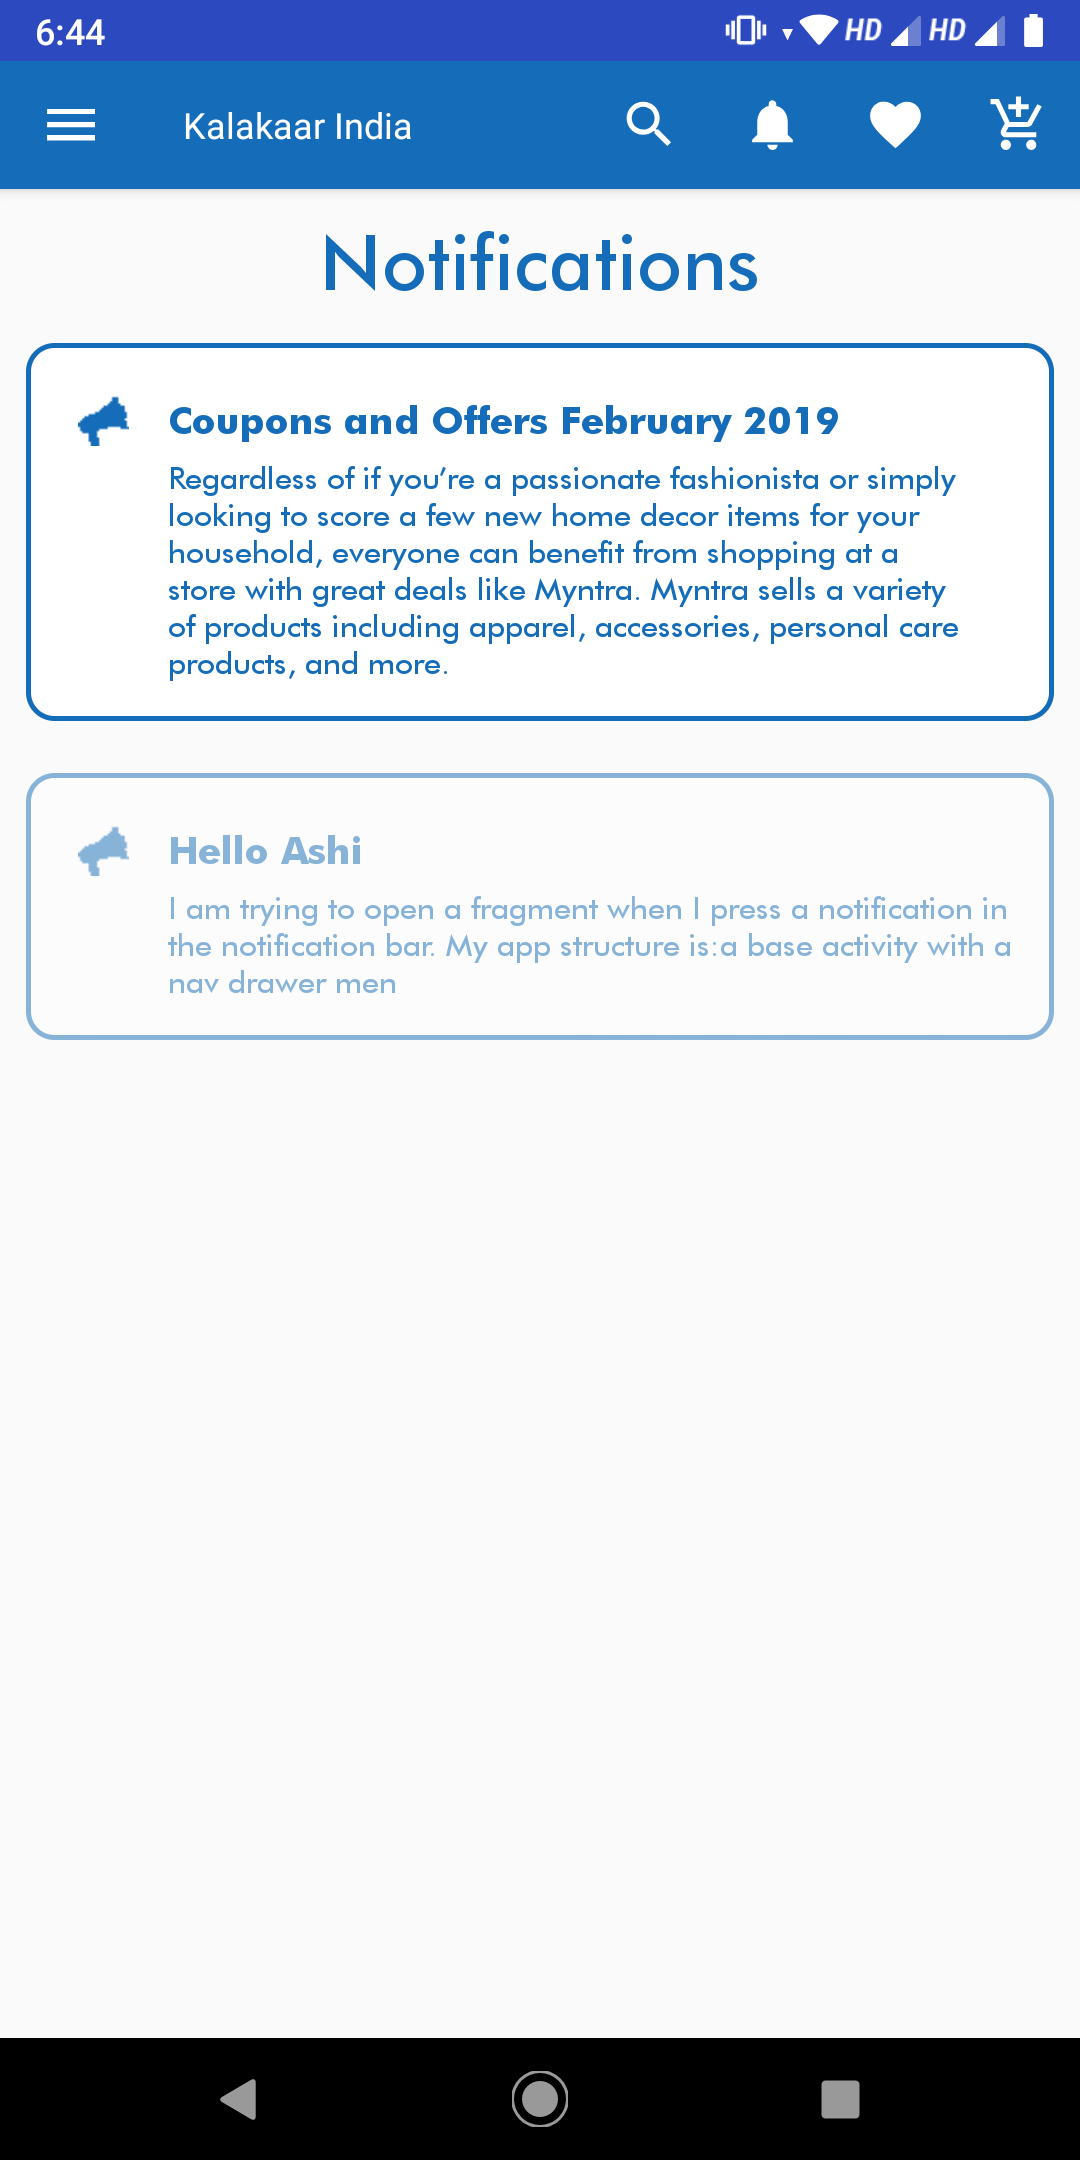 6:44
HD HD
Kalakaar India
Notifications
Coupons and Offers February 2019
Regardless of if you’re a passionate fashionista or simply
looking to score a few new home decor items for your
household, everyone can benefit from shopping at a
store with great deals like Myntra. Myntra sells a variety
of products including apparel, accessories, personal care
products, and more.
Hello Ashi
I am trying to open a fragment when I press a notification in
the notification bar. My app structure is:a base activity with a
nav drawer men